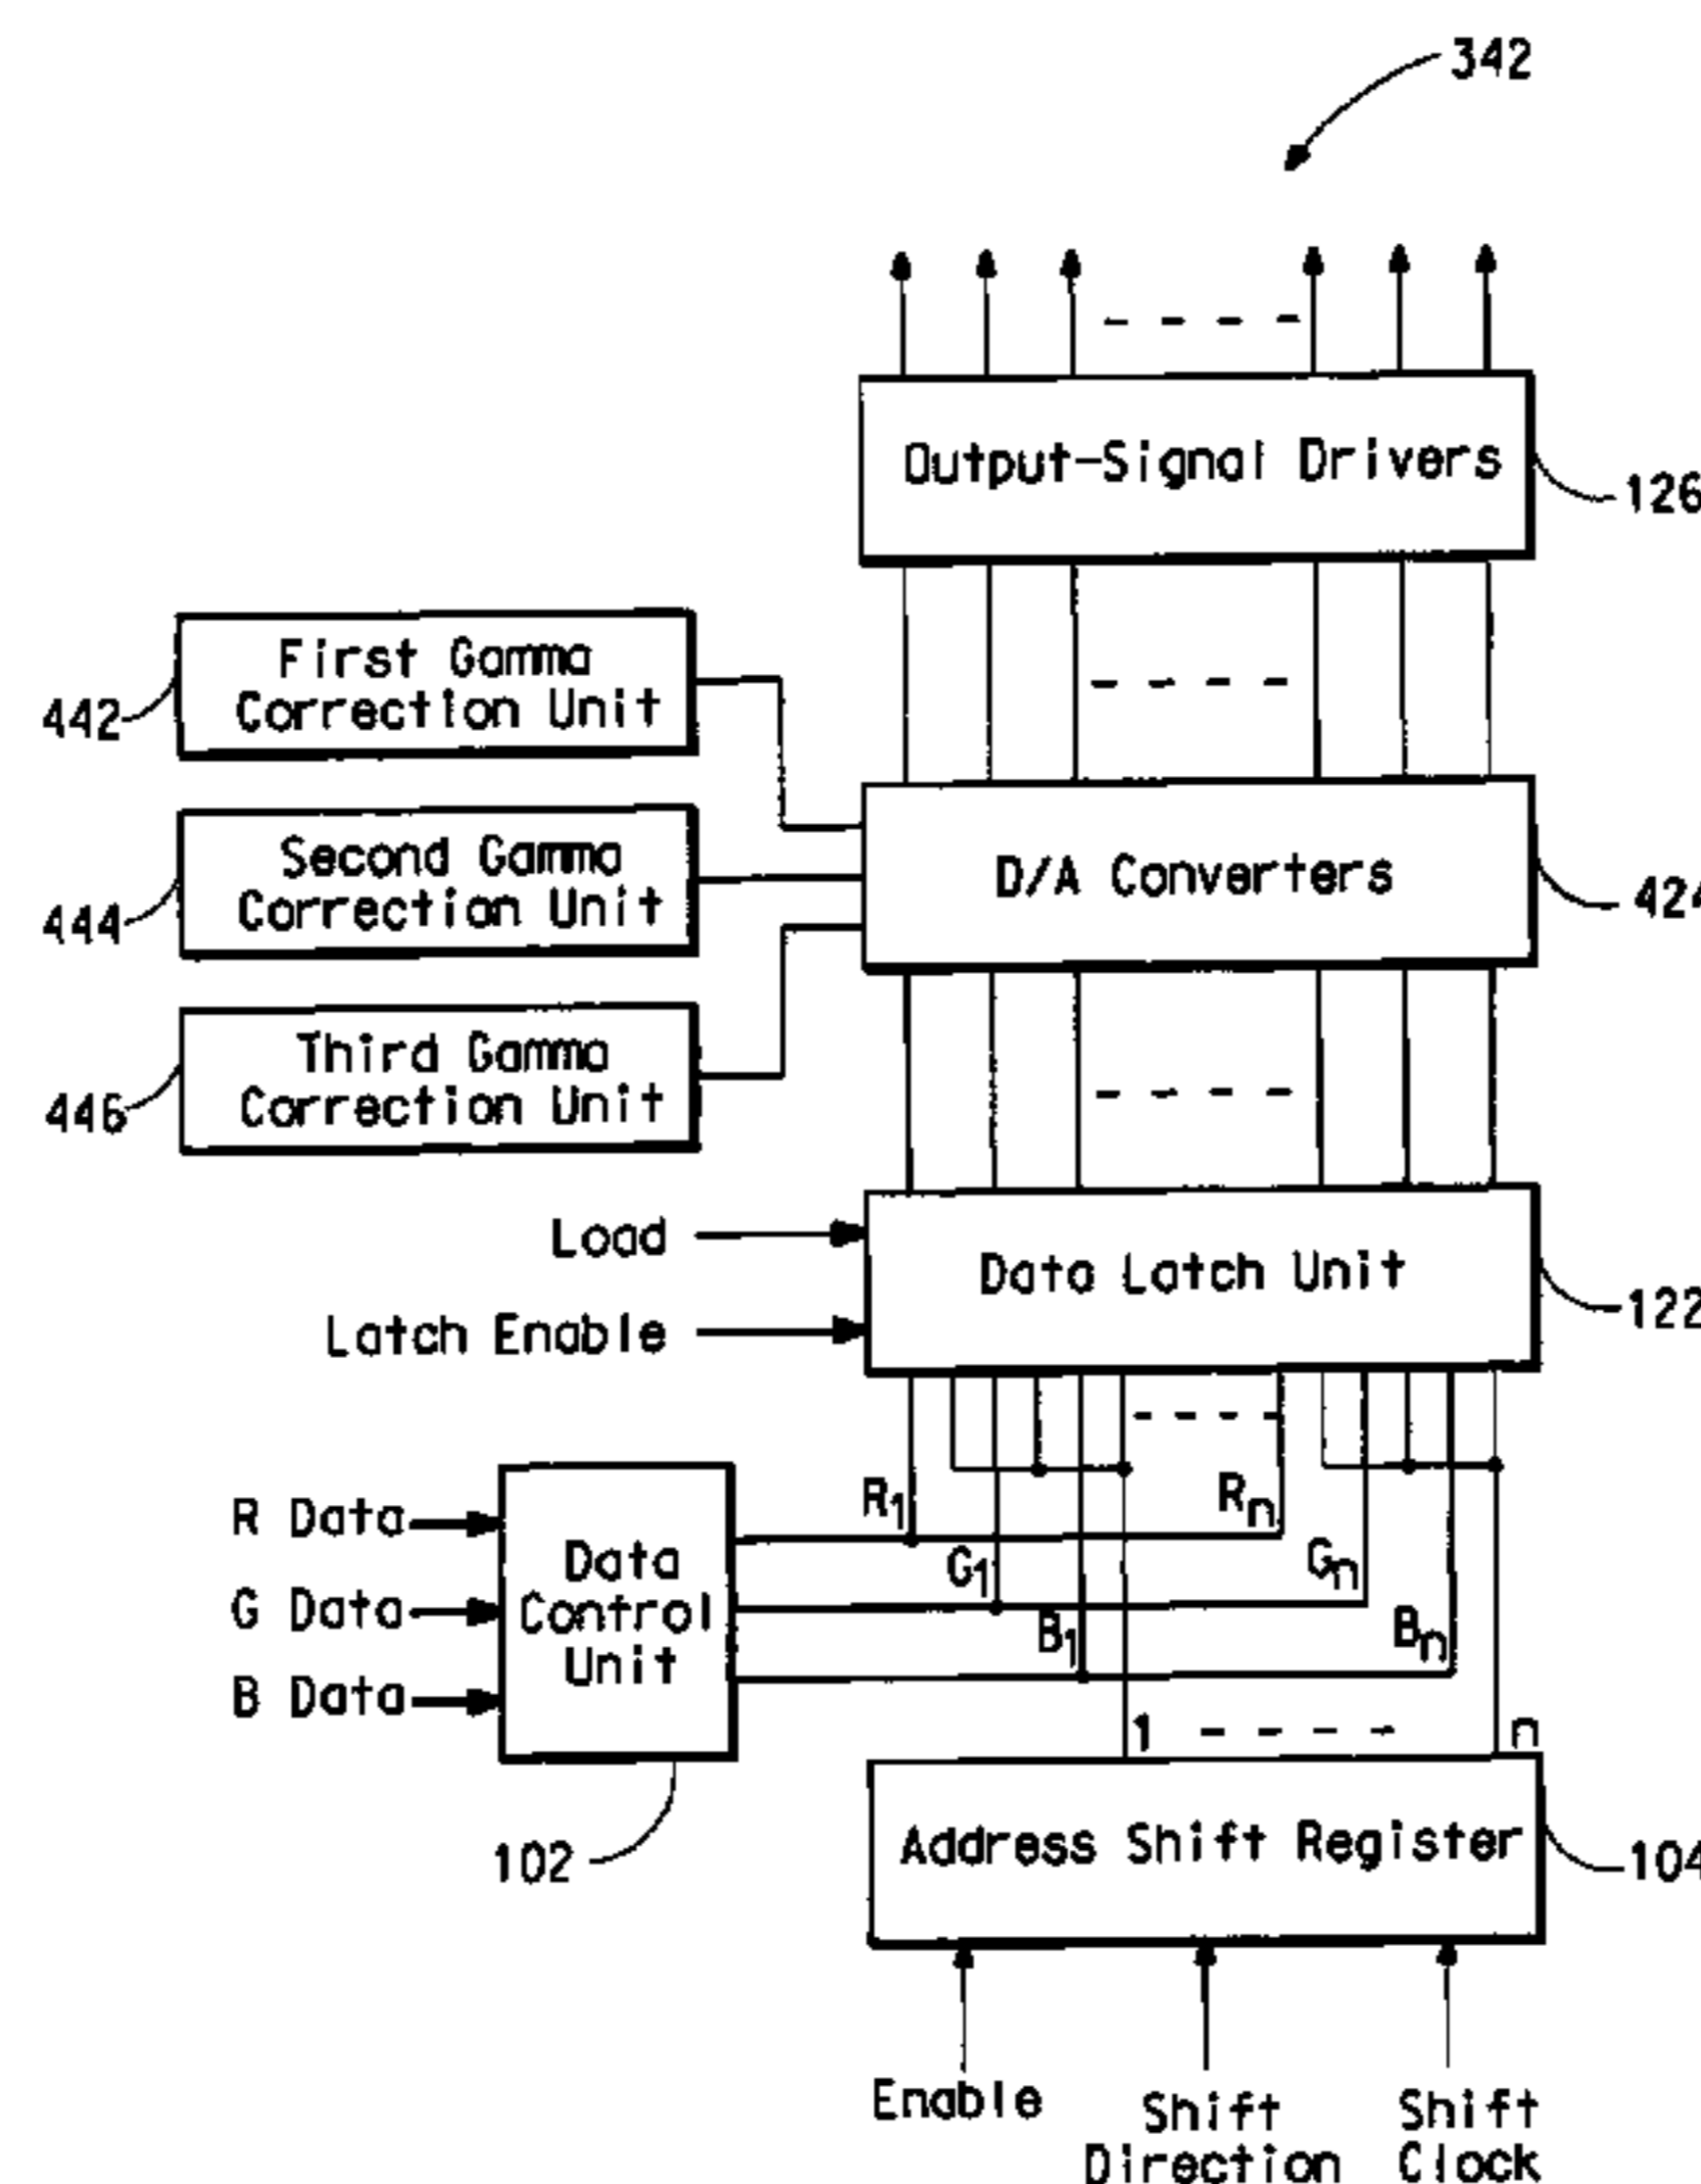 342
Output-Signal Drivers
126
First Gamma
Correction Unit
442
D/A Converters
424
Second Gamma
Correction Unit
444
Third Gamma
Correction Unit
446
Load
Data Latch Unit
Latch Enable
122
R1
Rn
R Data
Data
Control
Unit
G1
Gn
G Data
B1
Bn
B Data
1
n
102
Address Shift Register
104
Enable
Shift
Direction
Shift
Clock